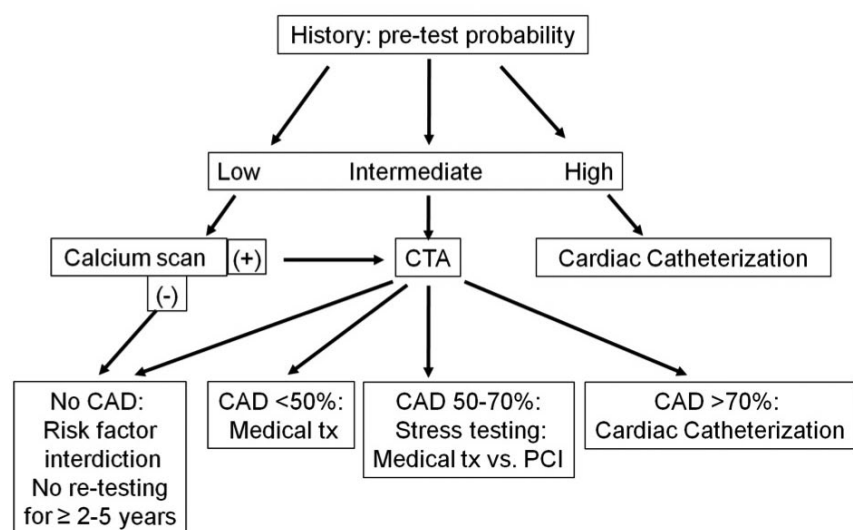 History: pre-test probability
Low Intermediate High
Calcium scan (+)
(-)
CTA
Cardiac Catheterization
No CAD:
Risk factor
interdiction
No re-testing
for ≥ 2-5 years
CAD <50%:
Medical tx
CAD 50-70%:
Stress testing:
Medical tx vs. PCI
CAD >70%:
Cardiac Catheterization